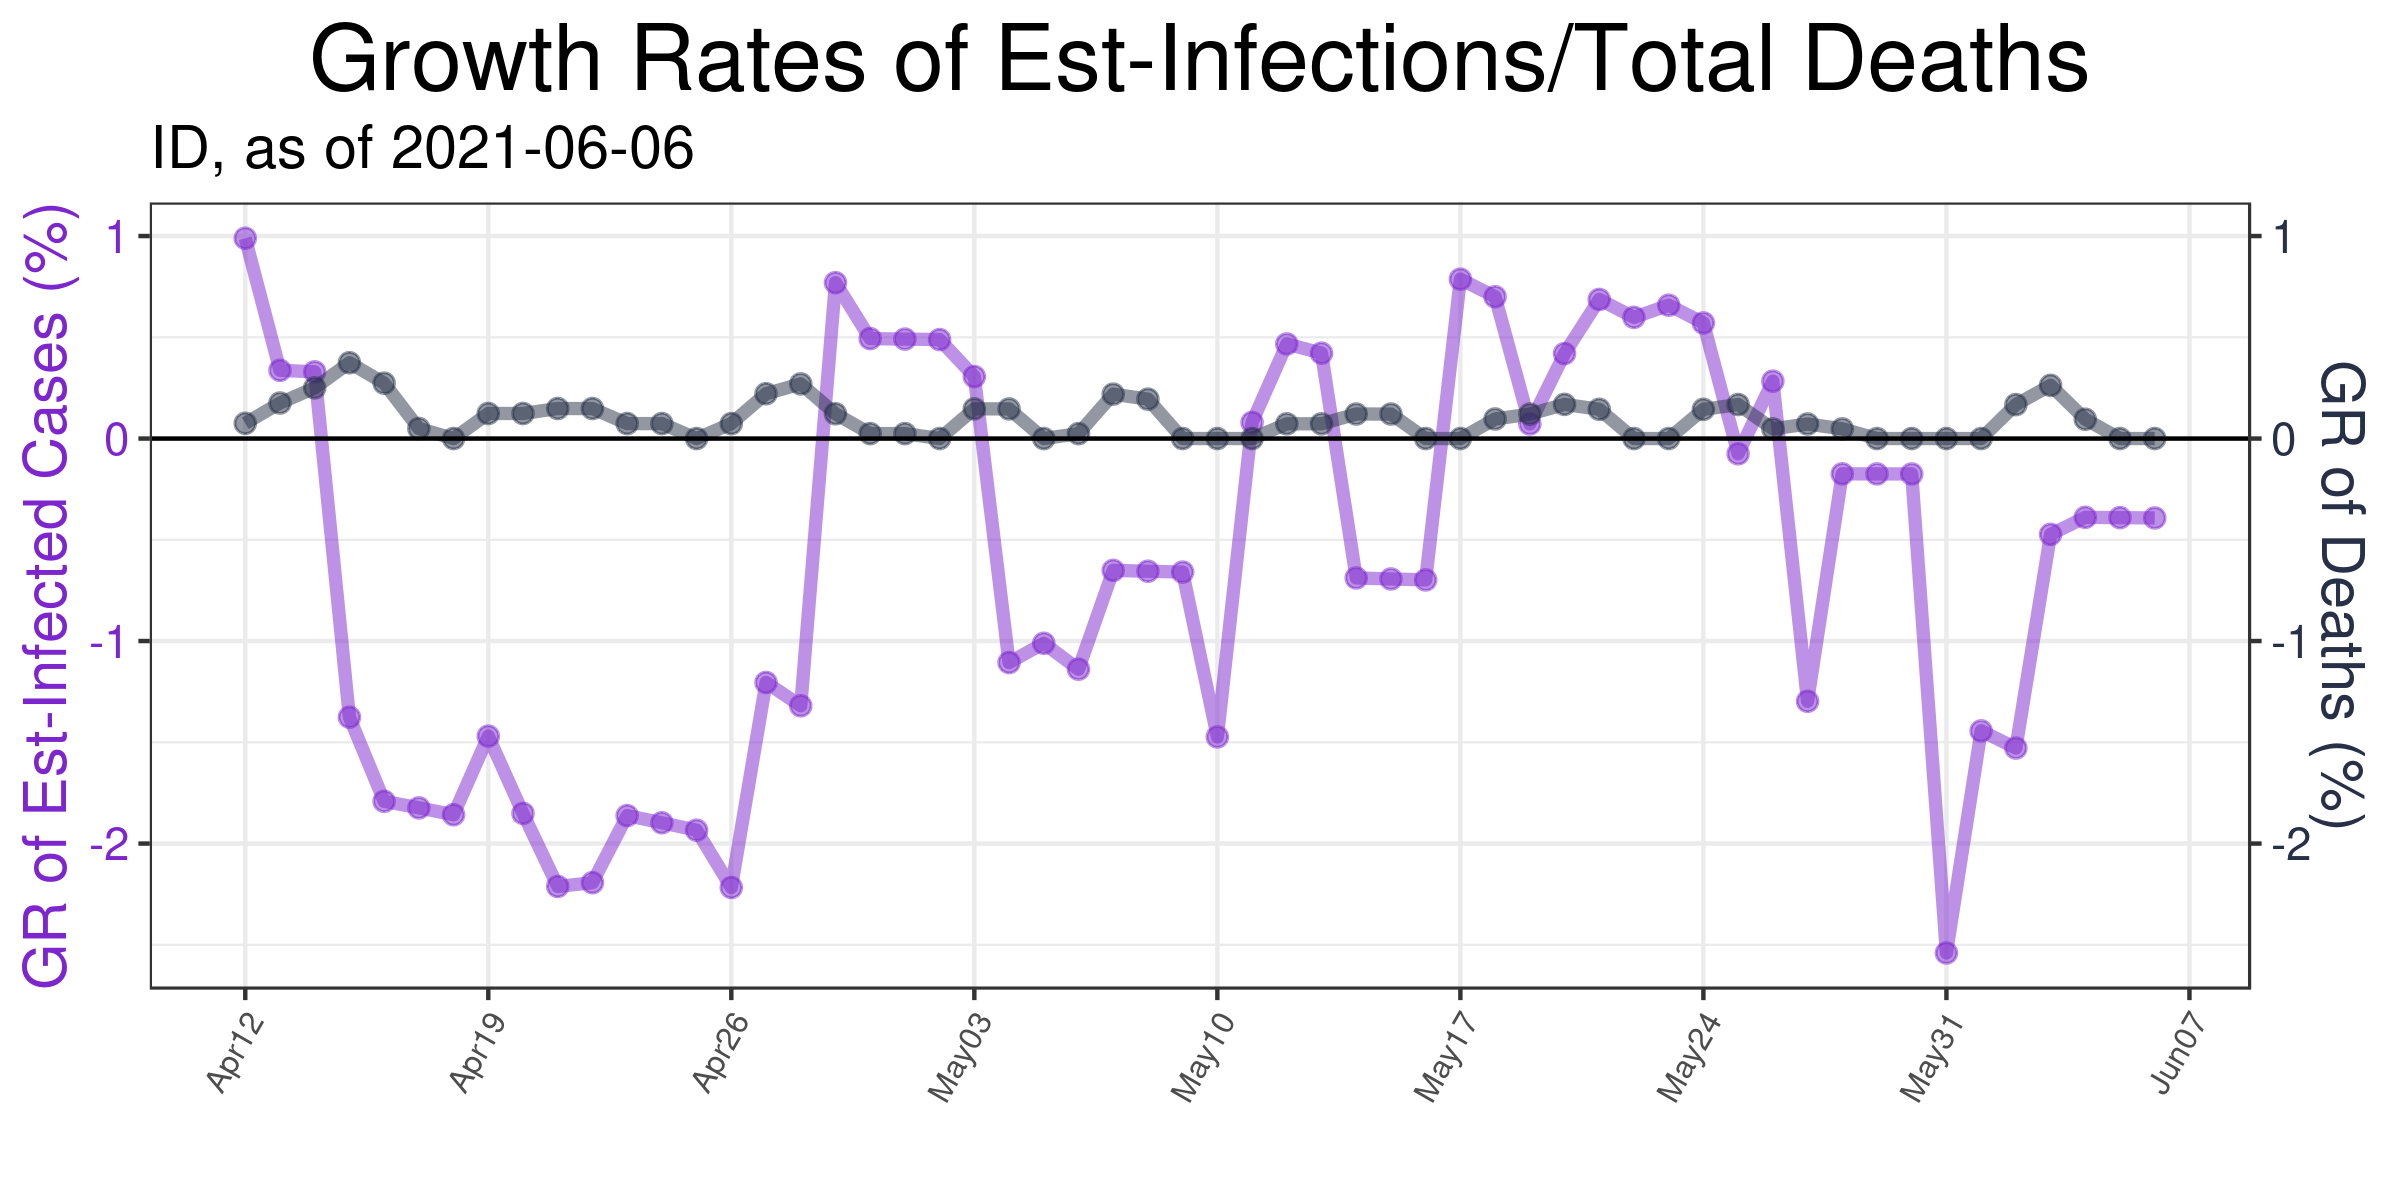 Growth Rates of Est-Infections/Total Deaths
ID, as of 2021-06-06
GR of Est-Infected Cases (%)
1
0
-1
-2
1
0
-1
-2
GR of Deaths (%)
Apr12
Apr19
Apr26
May03
May10
May17
May24
May31
Jun07